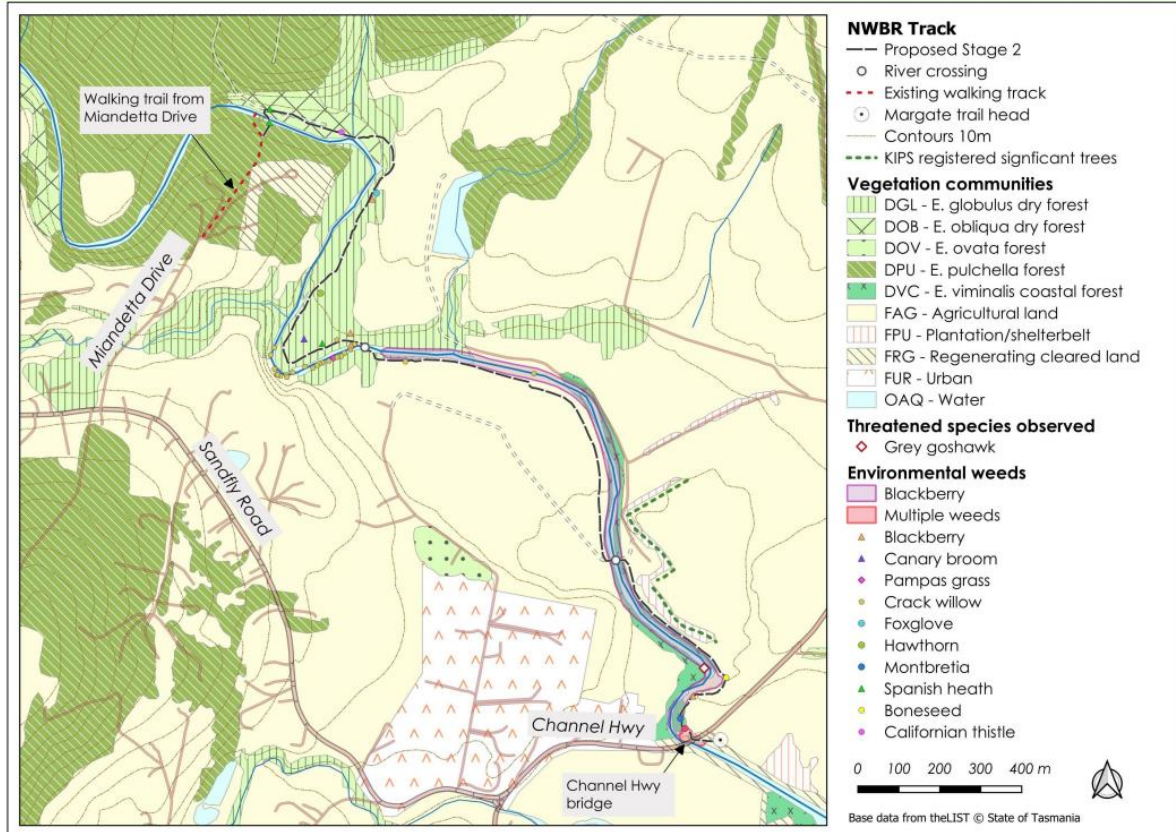 Walking trail from
Miandetta Drive
Miandetta Drive
Sandfly Road
Channel Hwy
Channel Hwy
bridge
NWBR Track
Proposed Stage 2
River crossing
Existing walking track
Margate trail head
Contours 10m
KIPS registered signficant trees
Vegetation communities
DGL - E. globulus dry forest
DOB - E. obliqua dry forest
DOV - E. ovata forest
DPU - E. pulchella forest
DVC - E. viminalis coastal forest
FAG - Agricultural land
FPU - Plantation/shelterbelt
FRG - Regenerating cleared land
FUR - Urban
OAQ - Water
Threatened species observed
Grey goshawk
Environmental weeds
Blackberry
Multiple weeds
Blackberry
Canary broom
Pampas grass
Crack willow
Foxglove
Hawthorn
Montbretia
Spanish heath
Boneseed
Californian thistle
0 100 200 300 400 m
Base data from theLIST © State of Tasmania